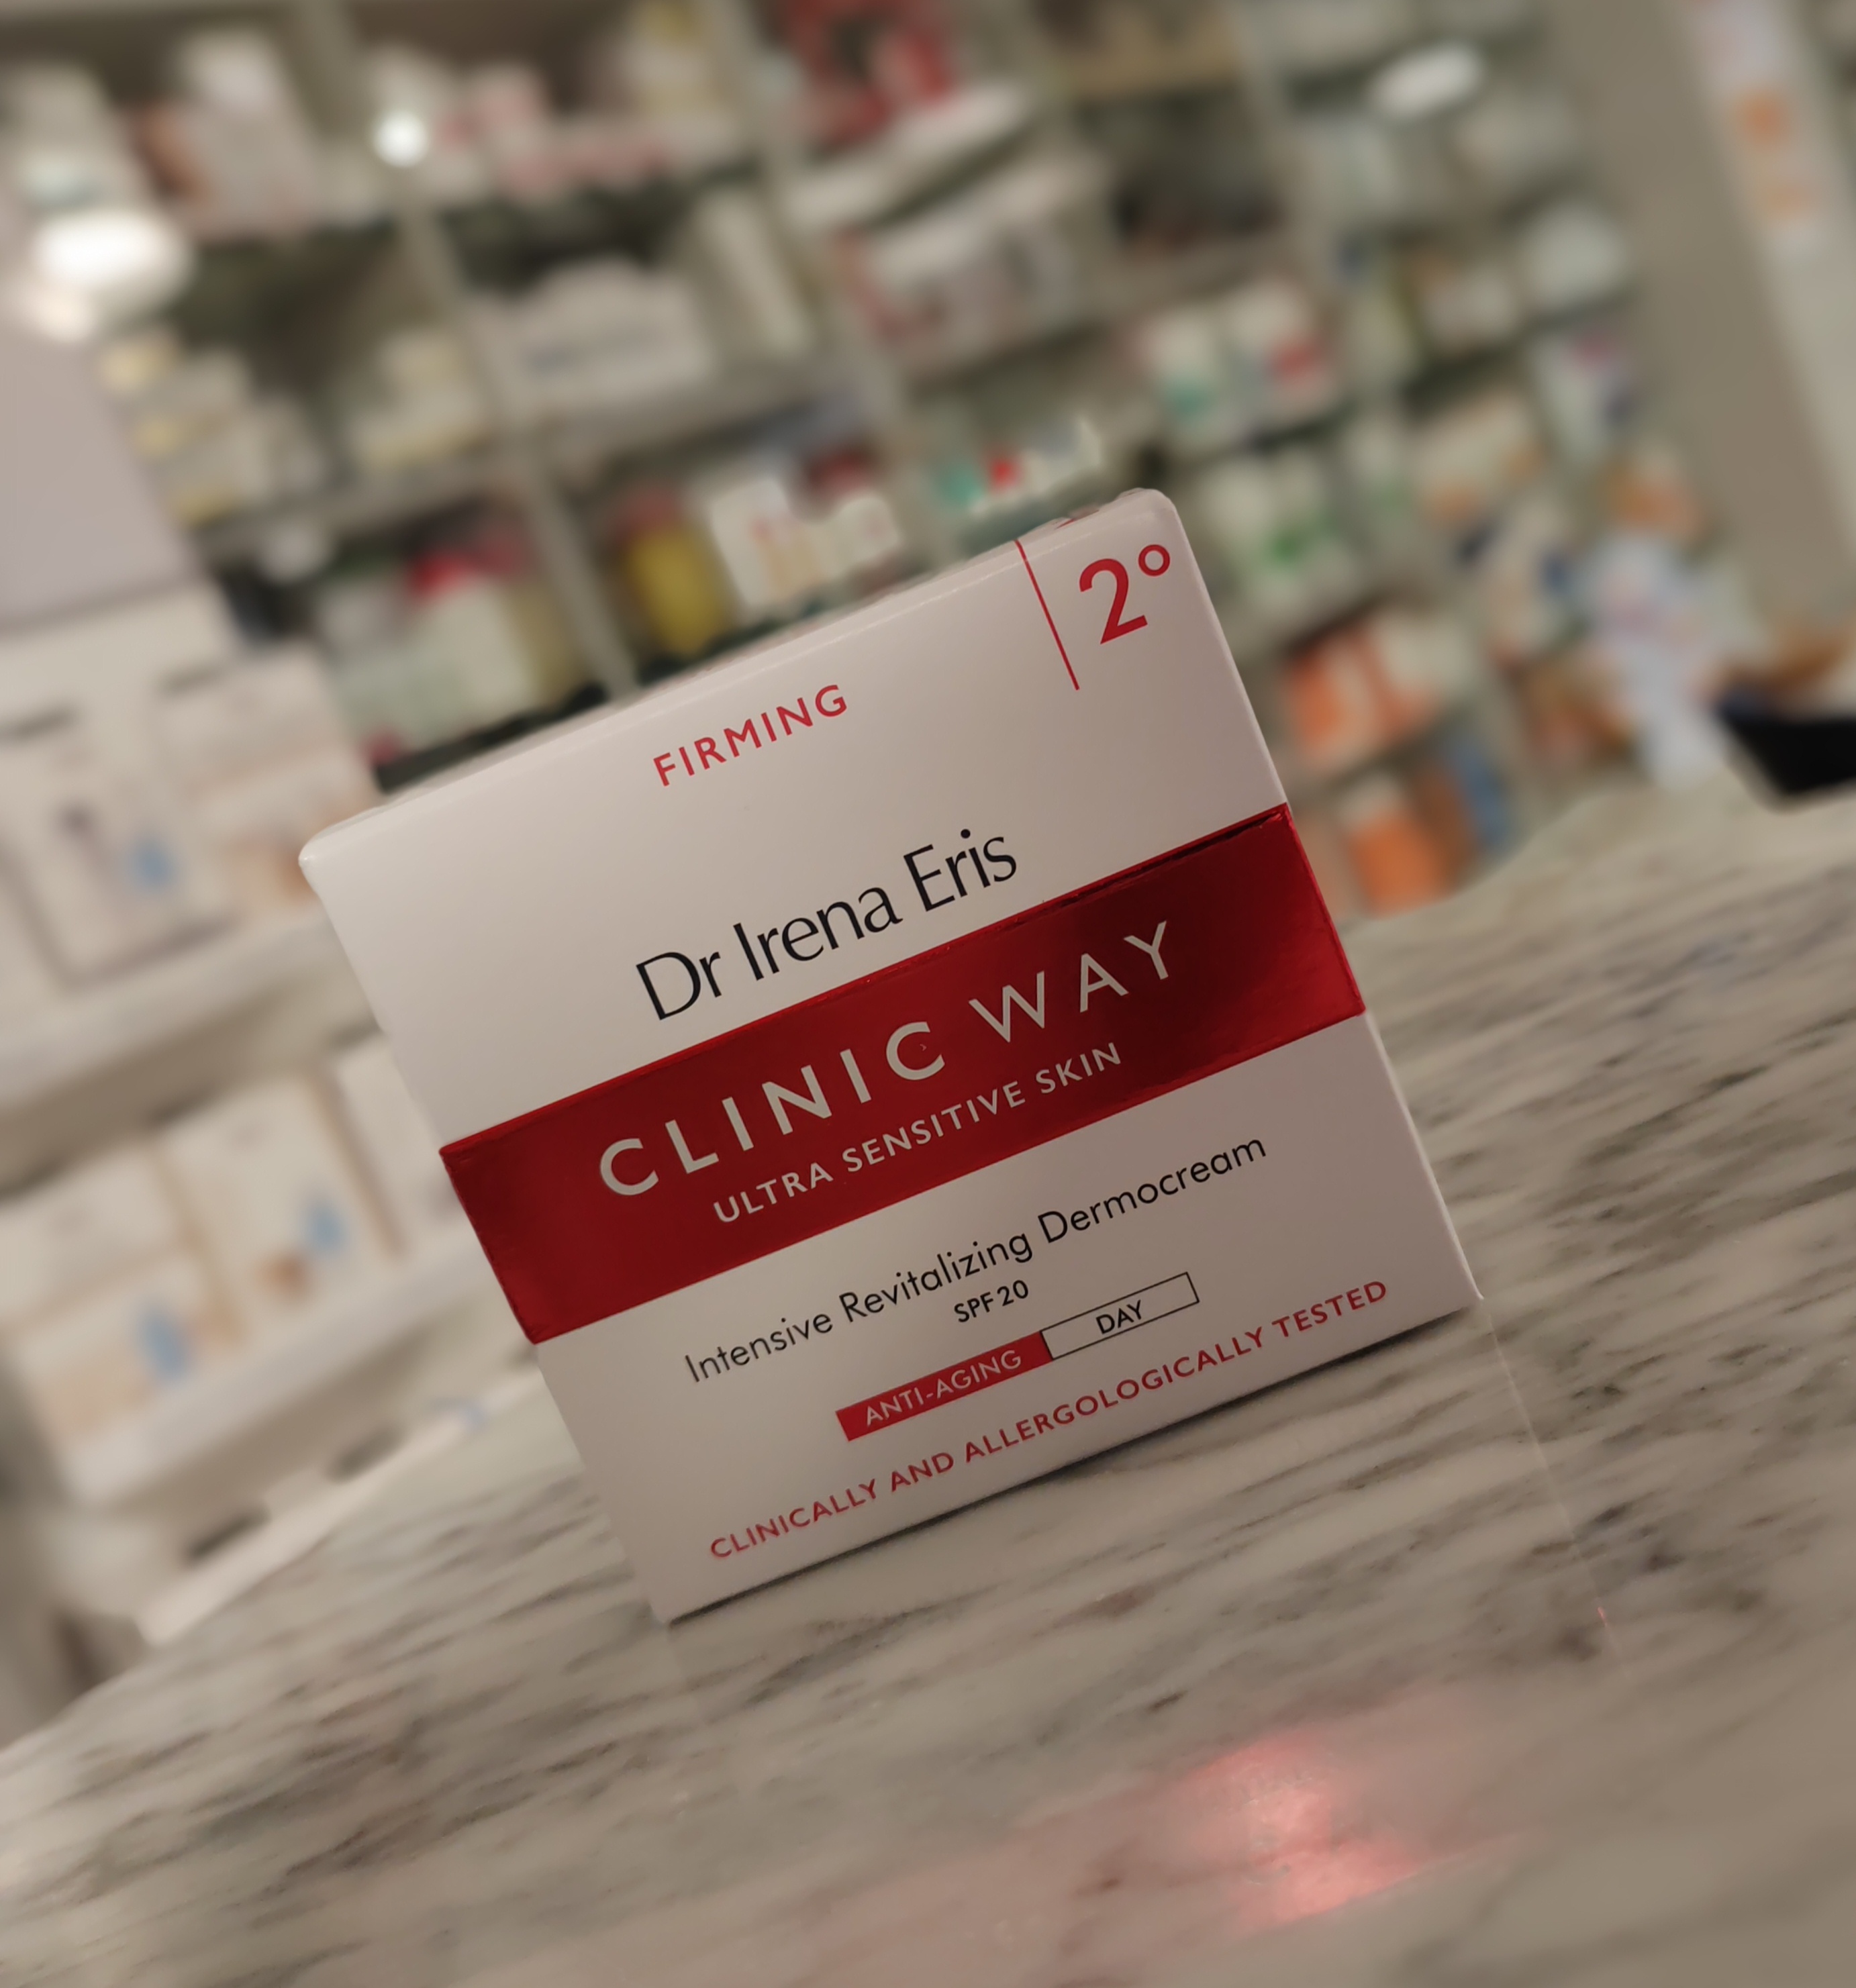 2°
FIRMING
Dr Irena Eris
CLINIC WAY
ULTRA SENSITIVE SKIN
Intensive Revitalizing Dermocream
SPF 20
ANTI-AGING DAY
CLINICALLY AND ALLERGOLOGICALLY TESTED